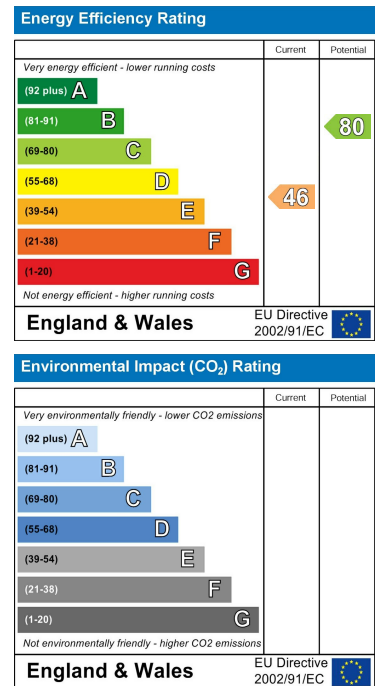 Energy Efficiency Rating
Current Potential
Very energy efficient - lower running costs
(92 plus) A
(81-91) B
(69-80) C
(55-68) D
(39-54) E
(21-38) F
(1-20) G
46
80
Not energy efficient - higher running costs
England & Wales
EU Directive
2002/91/EC
Environmental Impact (CO₂) Rating
Current Potential
Very environmentally friendly - lower CO2 emissions
(92 plus) A
(81-91) B
(69-80) C
(55-68) D
(39-54) E
(21-38) F
(1-20) G
Not environmentally friendly - higher CO2 emissions
England & Wales
EU Directive
2002/91/EC